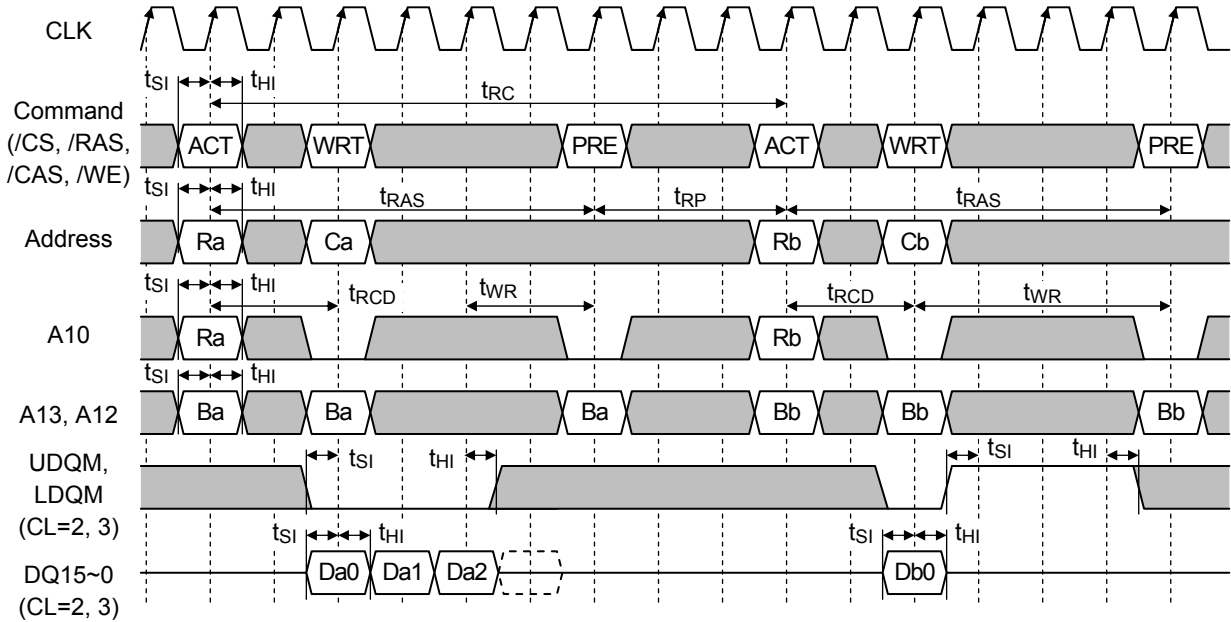 CLK
tSI tHI tRC
Command
(/CS, /RAS,
/CAS, /WE)
ACT WRT PRE ACT WRT PRE
tSI tHI tRAS tRP tRAS
Address
Ra Ca Rb Cb
tSI tHI tRCD tWR tRCD tWR
A10
Ra Rb
tSI tHI
A13, A12
Ba Ba Ba Bb Bb Bb
UDQM,
LDQM
(CL=2, 3)
tSI tHI tSI tHI
tSI tHI tSI tHI
DQ15~0
(CL=2, 3)
Da0 Da1 Da2 Db0